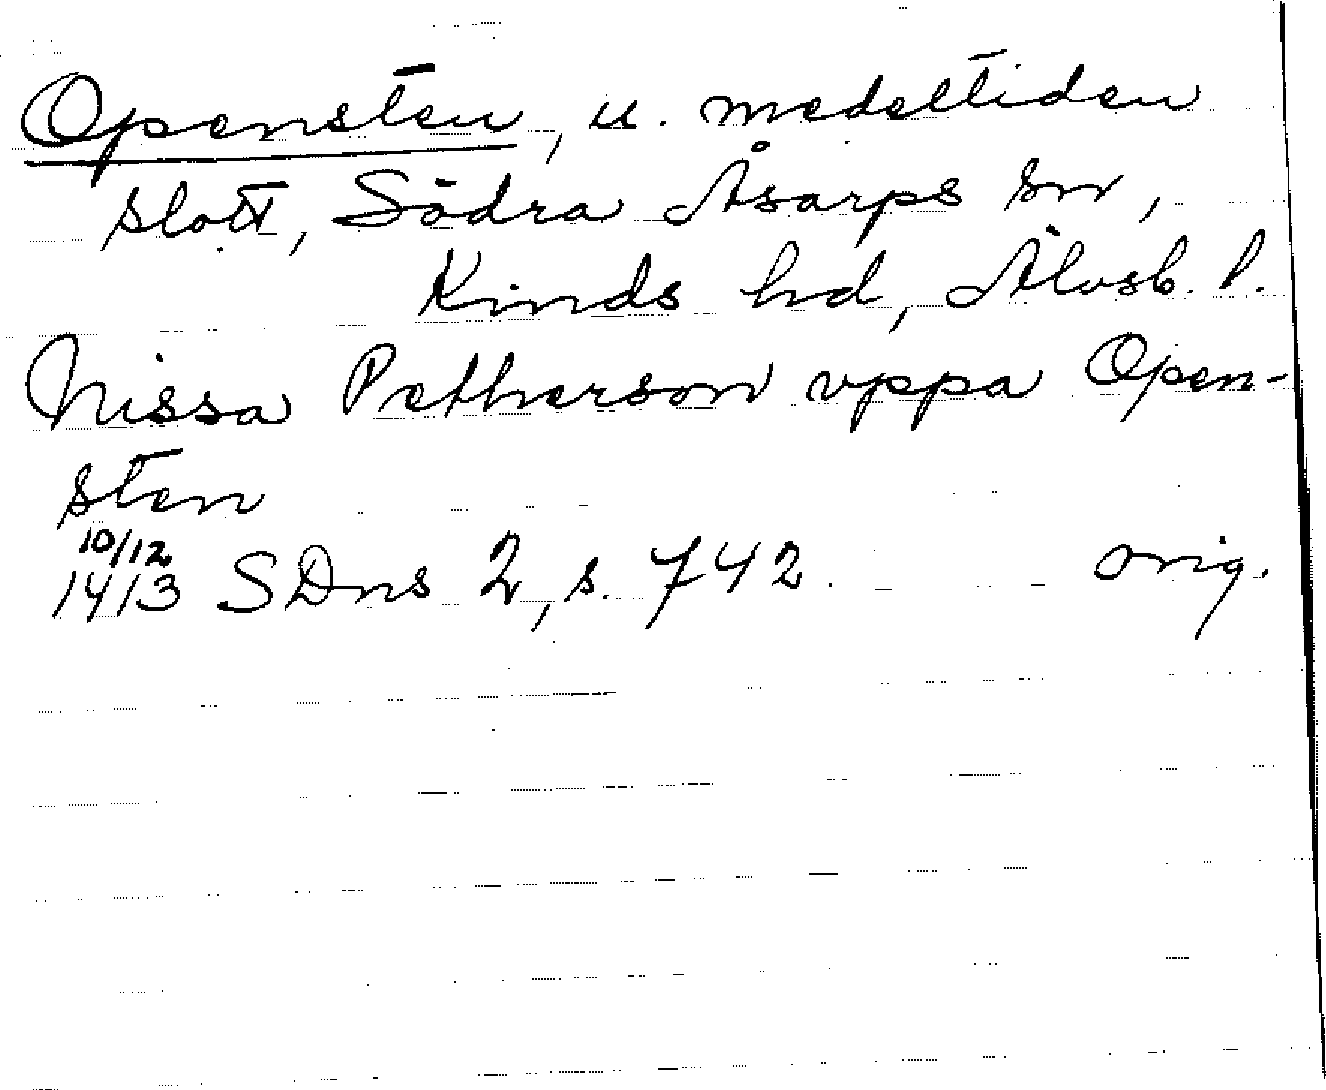 Opensten, u. medeltiden
slott, Södra Åsarps sn,
Kinds hd, Älvsb. l.
Nissa Petherson vppa Open-
sten
10/12
1413 SDns 2, s. 742. orig.